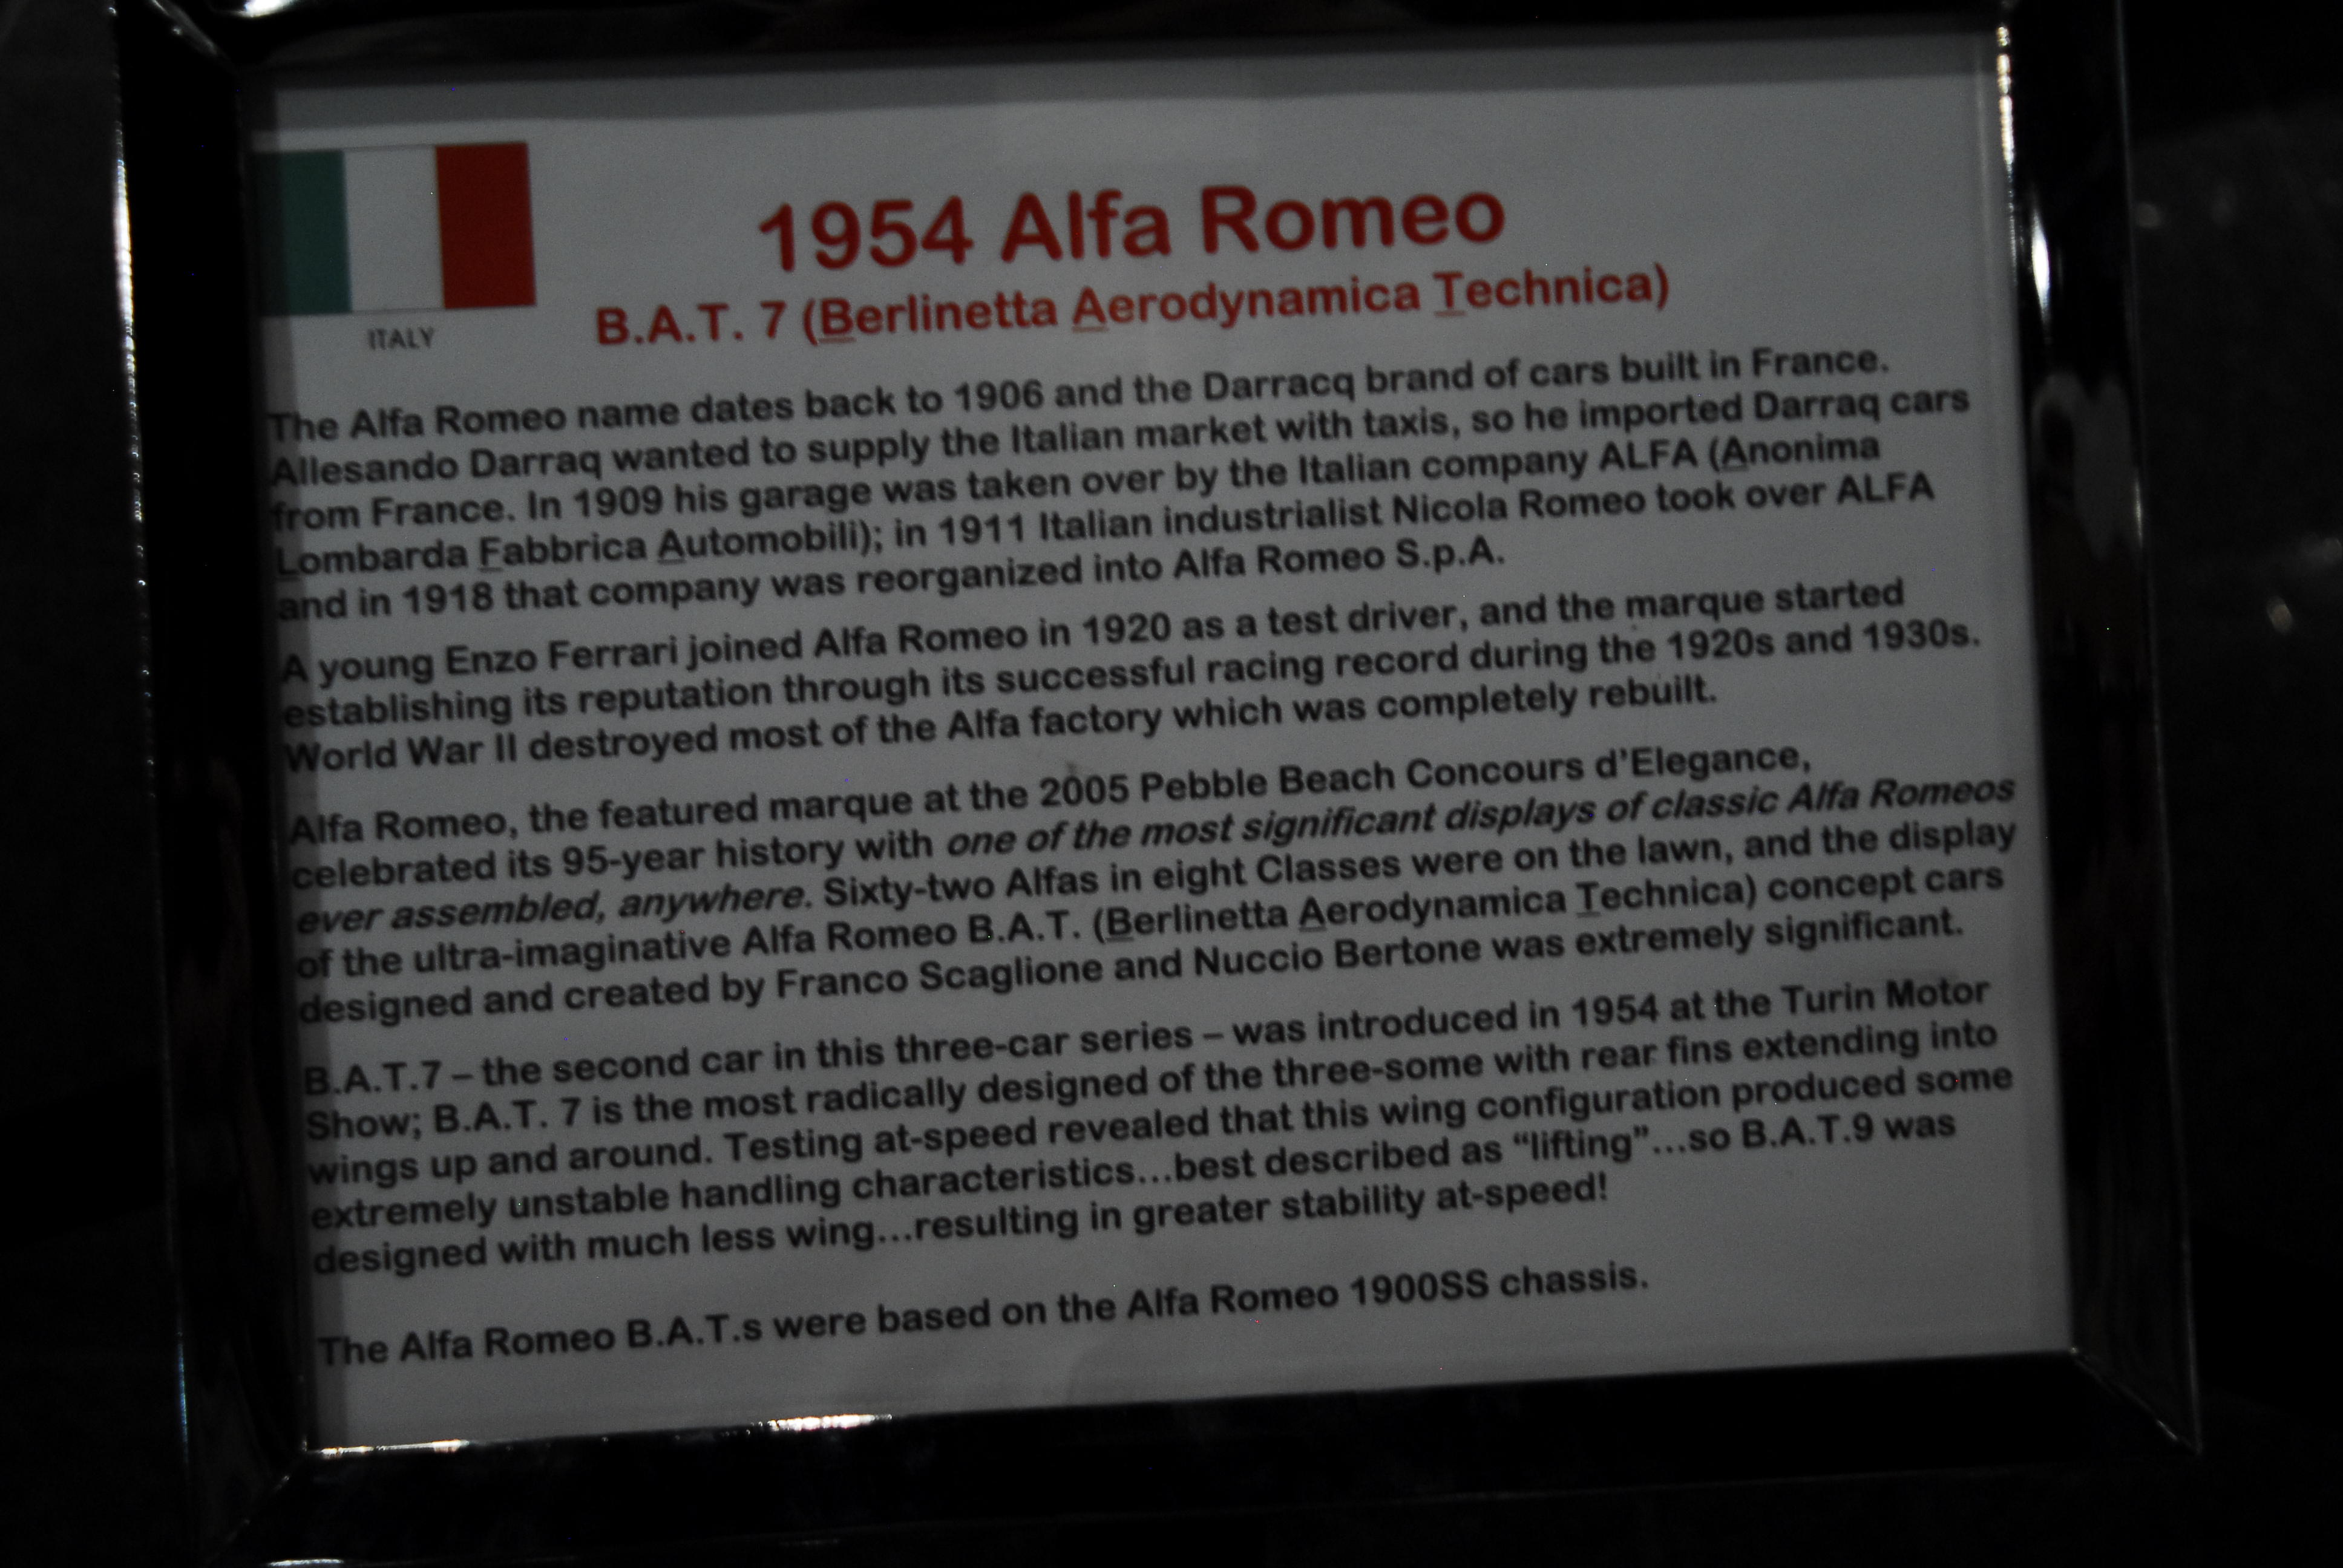 1954 Alfa Romeo
B.A.T. 7 (Berlinetta Aerodynamica Technica)
ITALY
The Alfa Romeo name dates back to 1906 and the Darracq brand of cars built in France.
Allesando Darraq wanted to supply the Italian market with taxis, so he imported Darraq cars
from France. In 1909 his garage was taken over by the Italian company ALFA (Anonima
Lombarda Fabbrica Automobili); in 1911 Italian industrialist Nicola Romeo took over ALFA
and in 1918 that company was reorganized into Alfa Romeo S.p.A.
A young Enzo Ferrari joined Alfa Romeo in 1920 as a test driver, and the marque started
establishing its reputation through its successful racing record during the 1920s and 1930s.
World War II destroyed most of the Alfa factory which was completely rebuilt.
Alfa Romeo, the featured marque at the 2005 Pebble Beach Concours d'Elegance,
celebrated its 95-year history with one of the most significant displays of classic Alfa Romeos
ever assembled, anywhere. Sixty-two Alfas in eight Classes were on the lawn, and the display
of the ultra-imaginative Alfa Romeo B.A.T. (Berlinetta Aerodynamica Technica) concept cars
designed and created by Franco Scaglione and Nuccio Bertone was extremely significant.
B.A.T.7 – the second car in this three-car series – was introduced in 1954 at the Turin Motor
Show; B.A.T. 7 is the most radically designed of the three-some with rear fins extending into
wings up and around. Testing at-speed revealed that this wing configuration produced some
extremely unstable handling characteristics...best described as "lifting"...so B.A.T.9 was
designed with much less wing...resulting in greater stability at-speed!
The Alfa Romeo B.A.T.s were based on the Alfa Romeo 1900SS chassis.